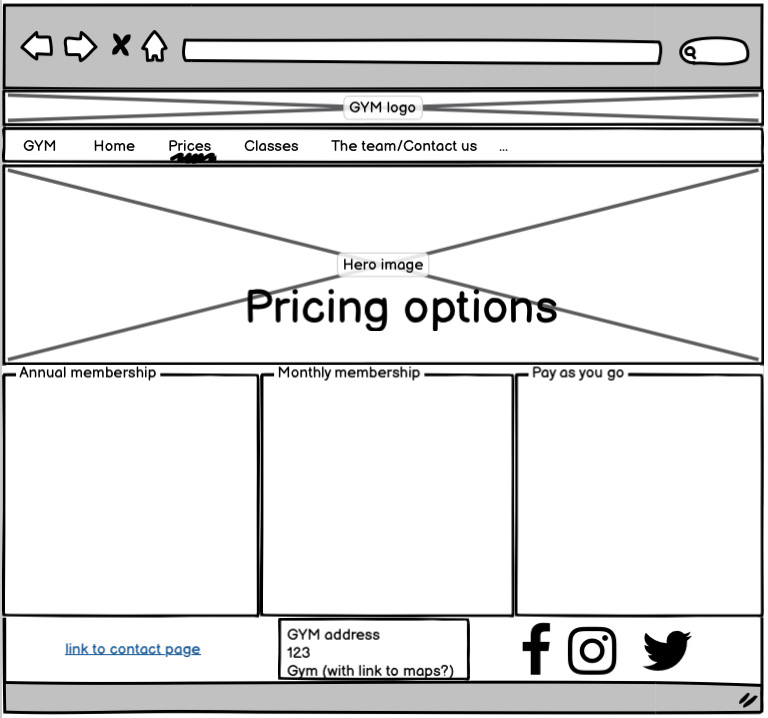 GYM logo
GYM Home Prices Classes The team/Contact us ...
Hero image
Pricing options
Annual membership
Monthly membership
Pay as you go
link to contact page
GYM address
123
Gym (with link to maps?)